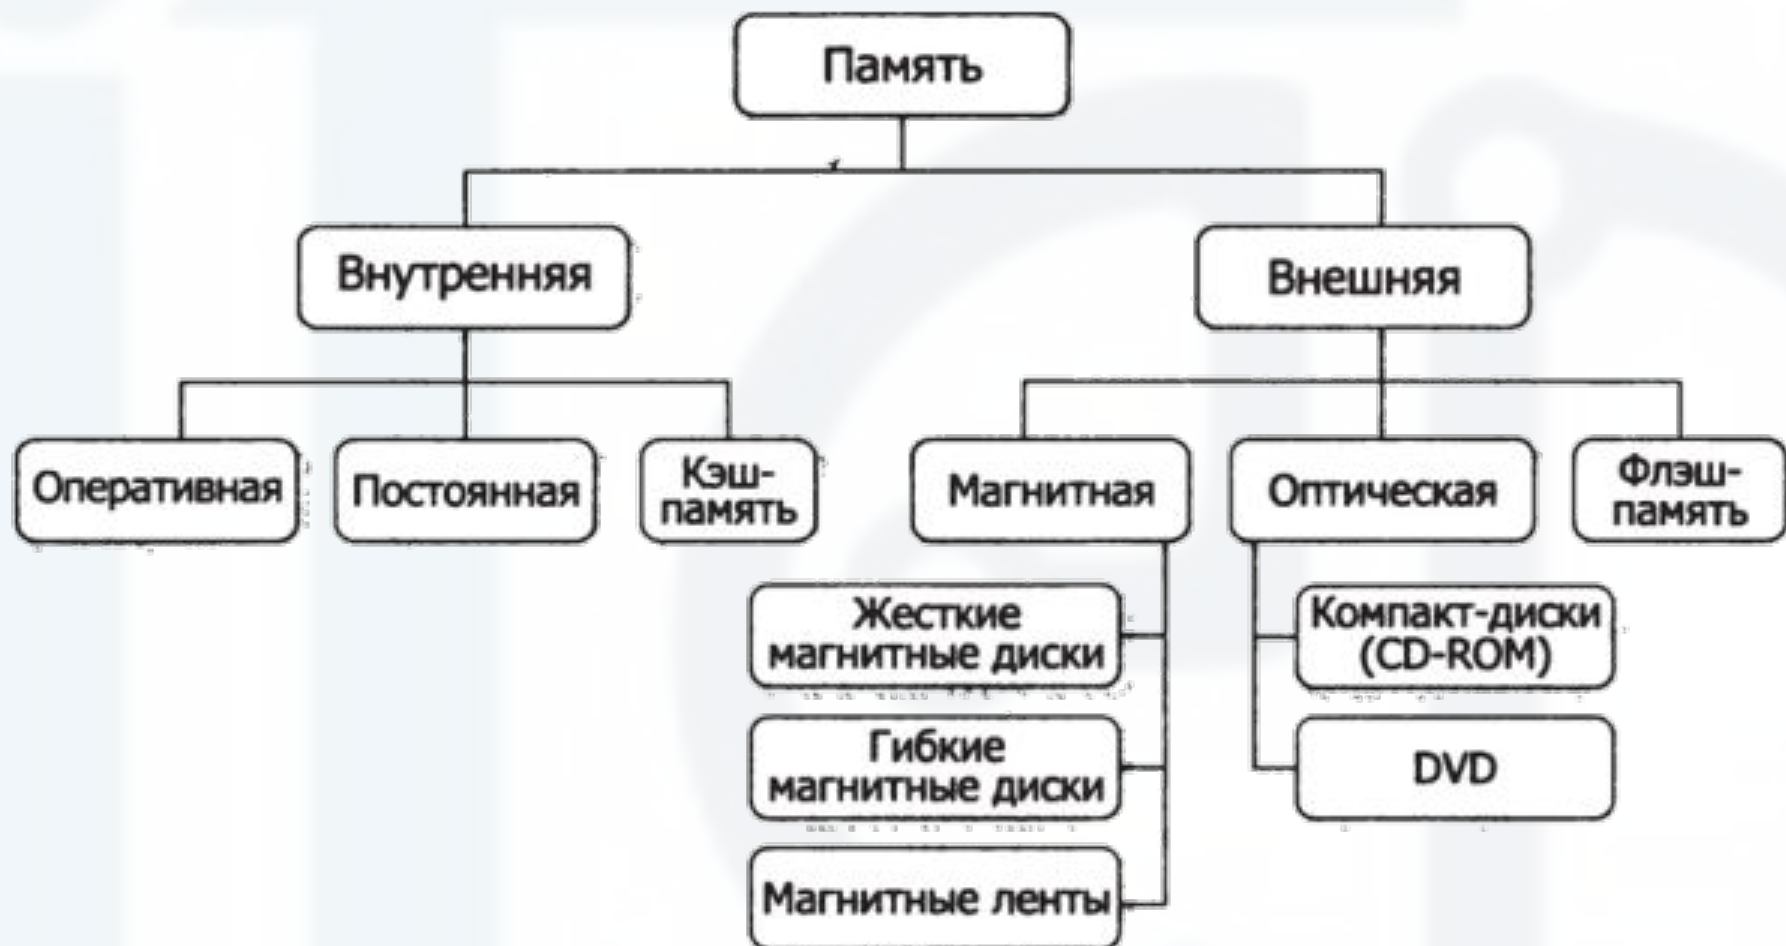 Память
Внутренняя
Внешняя
Оперативная
Постоянная
Кэш-
память
Магнитная
Оптическая
Флэш-
память
Жесткие
магнитные диски
Гибкие
магнитные диски
Магнитные ленты
Компакт-диски
(CD-ROM)
DVD